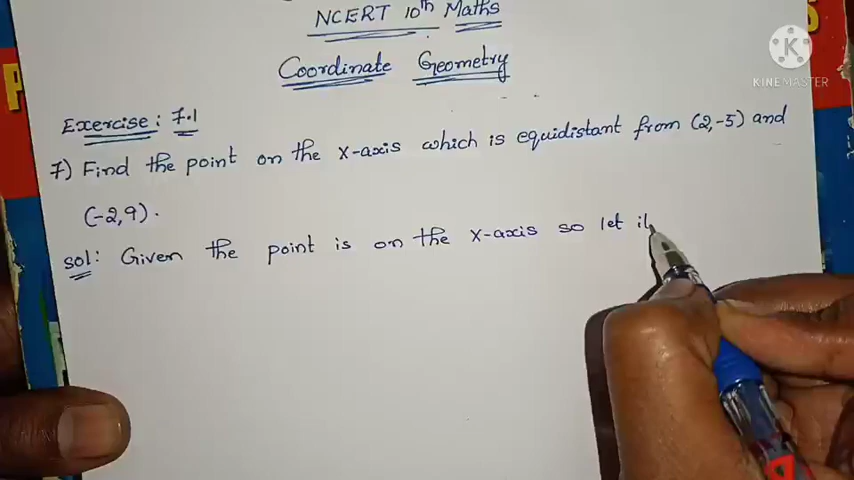 NCERT 10th Maths
Coordinate Geometry
Exercise: 7.1
7) Find the point on the X-axis which is equidistant from (2,-5) and
(-2,9).
Sol: Given the point is on the X-axis so let
KINEMASTER